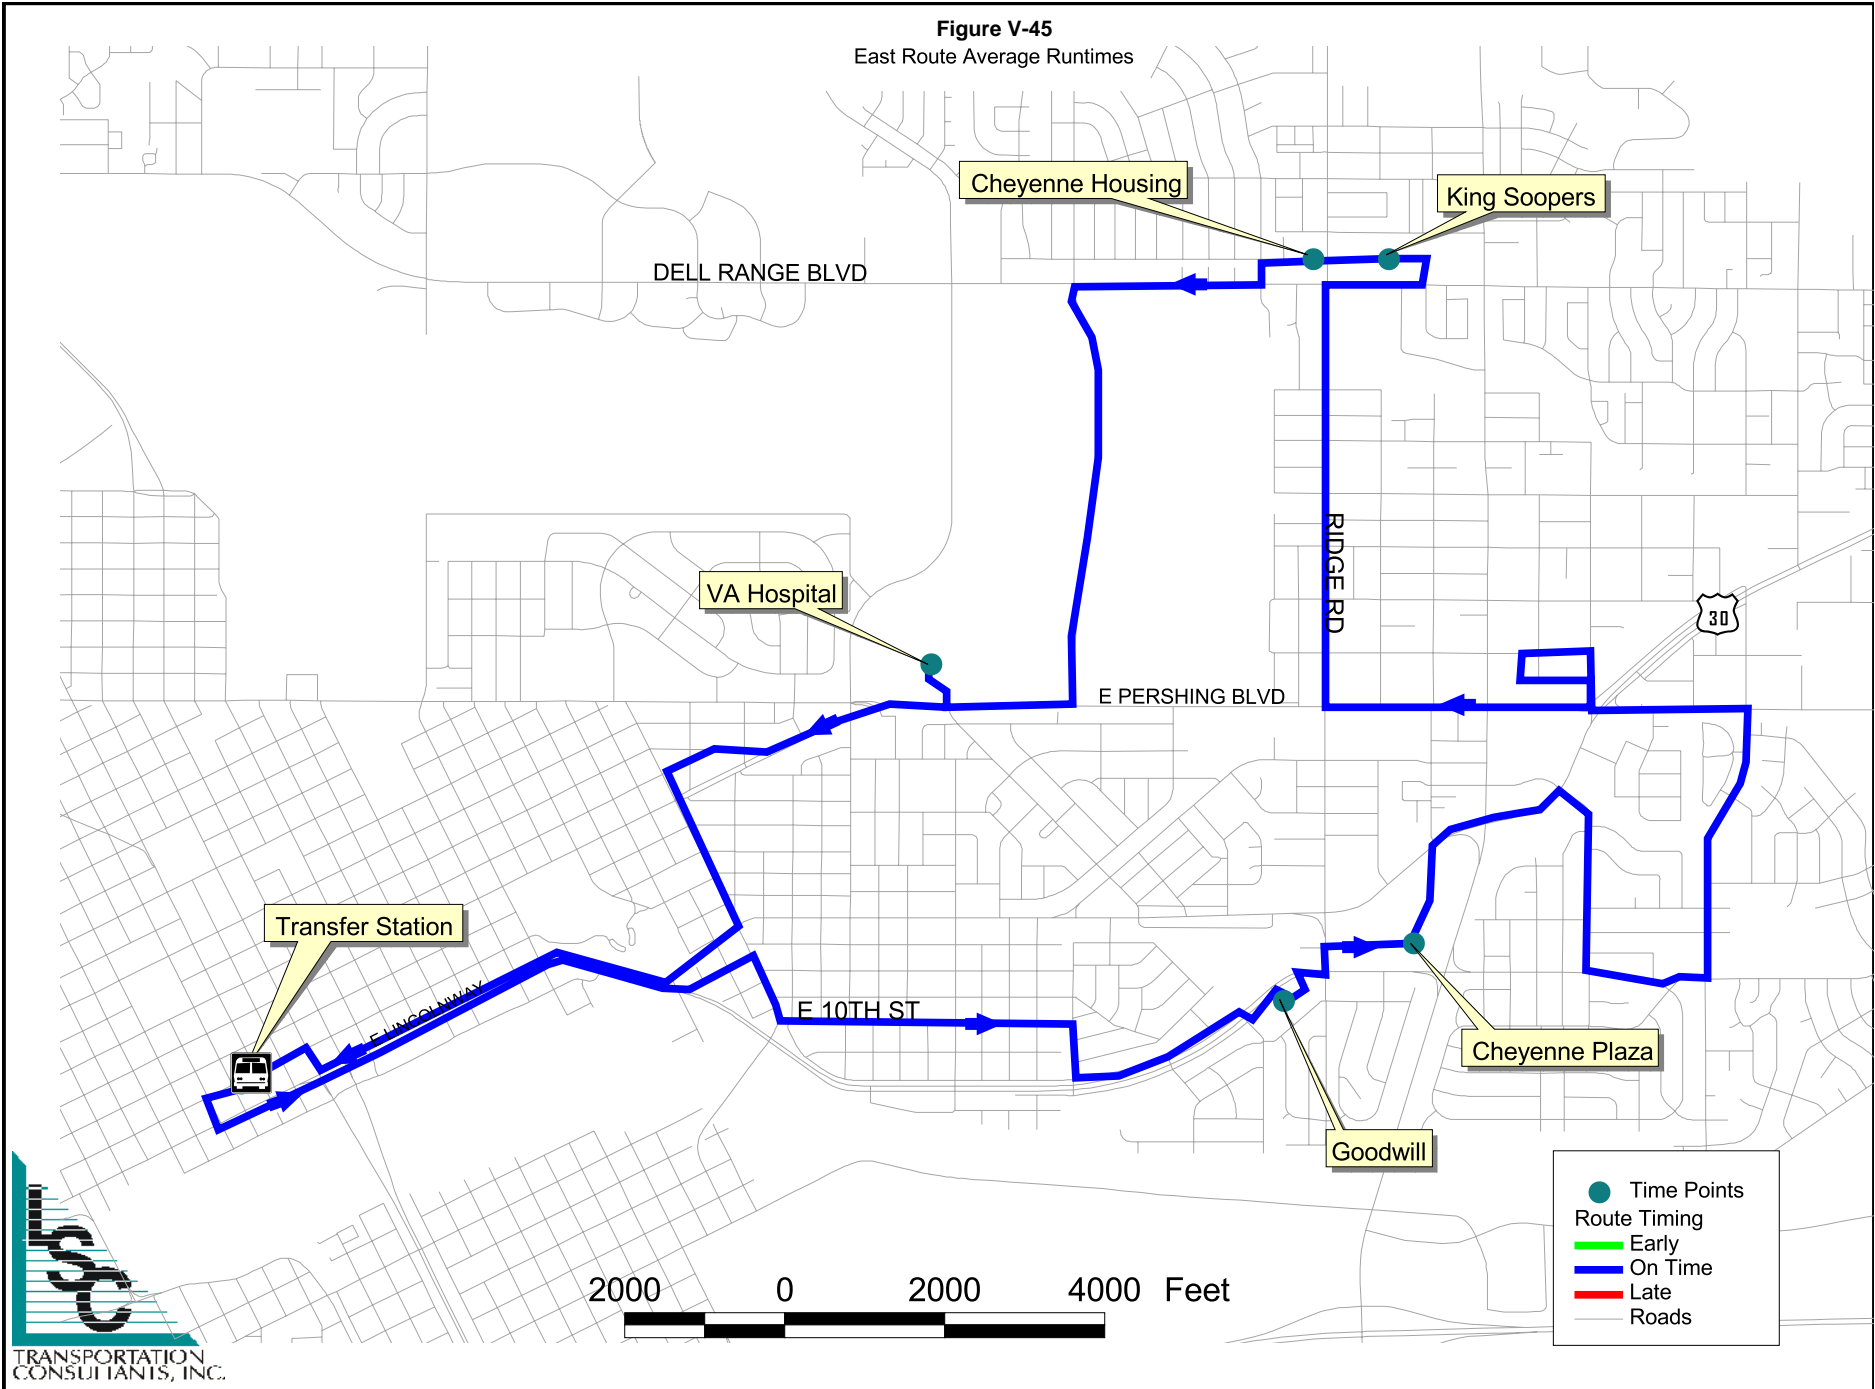 Figure V-45
East Route Average Runtimes
Cheyenne Housing
King Soopers
DELL RANGE BLVD
RIDGE RD
VA Hospital
30
E PERSHING BLVD
Transfer Station
E LINCOLNWAY
E 10TH ST
Cheyenne Plaza
Goodwill
Time Points
Route Timing
Early
On Time
Late
Roads
2000 0 2000 4000 Feet
LSC
TRANSPORTATION
CONSULTANTS, INC.